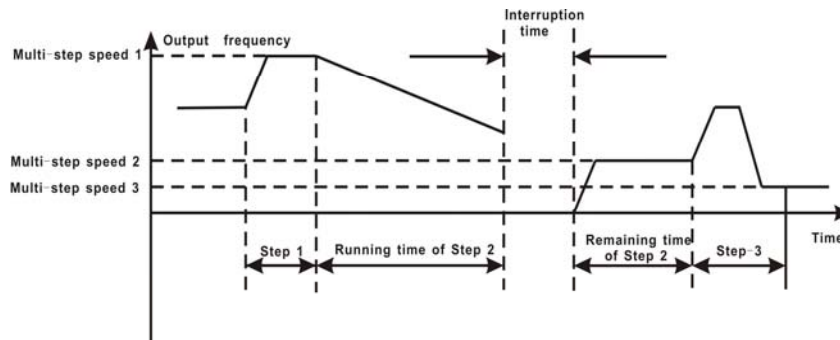 Interruption
time
Output frequency
Multi-step speed 1
Multi-step speed 2
Multi-step speed 3
Time
Step 1
Running time of Step 2
Remaining time
of Step 2
Step-3